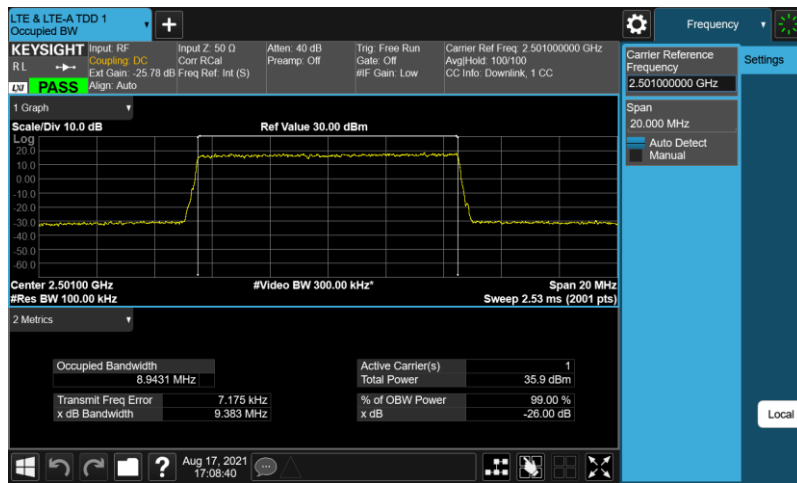 LTE & LTE-A TDD 1
Occupied BW
Frequency
KEYSIGHT
R L
LXI PASS
Input: RF
Coupling: DC
Ext Gain: -25.78 dB
Align: Auto
Input Z: 50 Ω
Corr RCal
Freq Ref: Int (S)
Atten: 40 dB
Preamp: Off
Trig: Free Run
Gate: Off
#IF Gain: Low
Carrier Ref Freq: 2.501000000 GHz
Avg|Hold: 100/100
CC Info: Downlink, 1 CC
Carrier Reference
Frequency
2.501000000 GHz
Span
20.000 MHz
Auto Detect
Manual
Settings
1 Graph
Scale/Div 10.0 dB
Ref Value 30.00 dBm
Log
20.0
10.0
0.00
-10.0
-20.0
-30.0
-40.0
-50.0
-60.0
Center 2.50100 GHz
#Video BW 300.00 kHz*
Span 20 MHz
#Res BW 100.00 kHz
Sweep 2.53 ms (2001 pts)
2 Metrics
Occupied Bandwidth
8.9431 MHz
Active Carrier(s) 1
Total Power 35.9 dBm
Transmit Freq Error 7.175 kHz
x dB Bandwidth 9.383 MHz
% of OBW Power 99.00 %
x dB -26.00 dB
Local
?
Aug 17, 2021
17:08:40